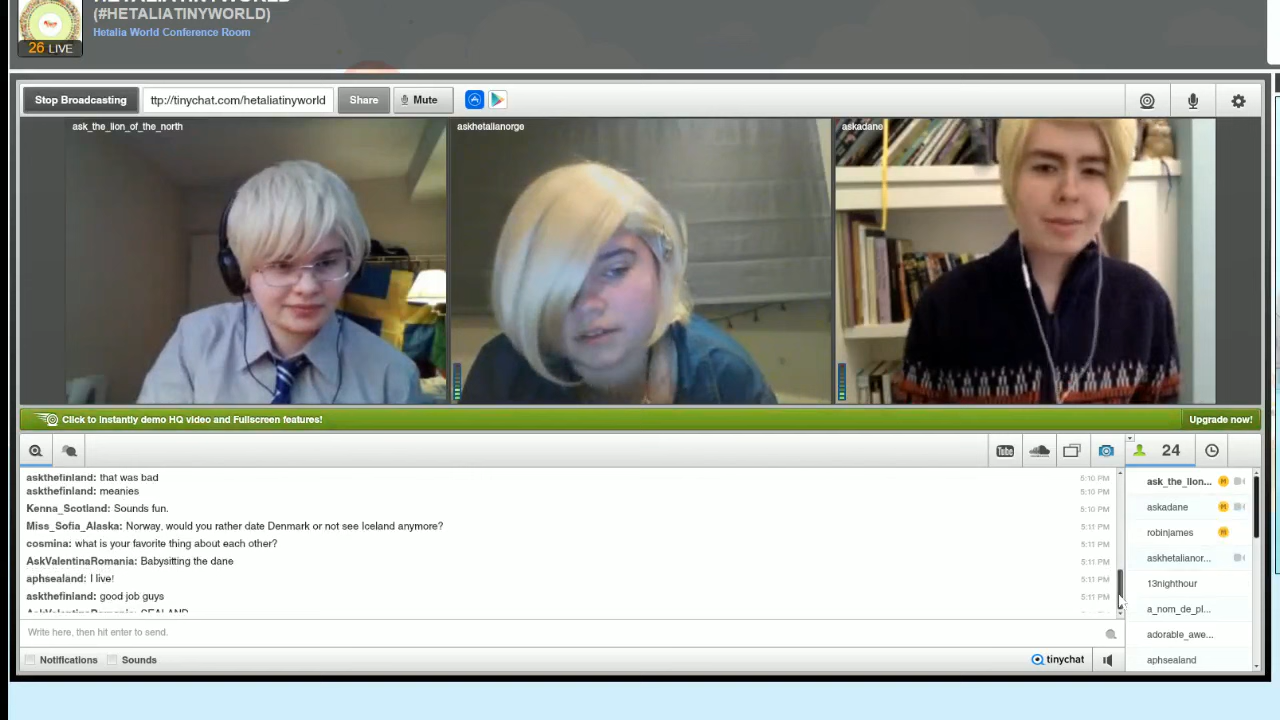 HETALIATINYWORLD
(#HETALIATINYWORLD)
Hetalia World Conference Room
26 LIVE
Stop Broadcasting
ttp://tinychat.com/hetaliatinyworld
Share
Mute
ask_the_lion_of_the_north
askhetalianorge
askadane
Click to instantly demo HQ video and Fullscreen features!
Upgrade now!
You Tube
24
askthefinland: that was bad 5:10 PM
askthefinland: meanies 5:10 PM
Kenna_Scotland: Sounds fun. 5:10 PM
Miss_Sofia_Alaska: Norway, would you rather date Denmark or not see Iceland anymore? 5:11 PM
cosmina: what is your favorite thing about each other? 5:11 PM
AskValentinaRomania: Babysitting the dane 5:11 PM
aphsealand: I live! 5:11 PM
askthefinland: good job guys 5:11 PM
AskValentinaRomania: SEALAND
ask_the_lion... M
askadane M
robinjames M
askhetalianor...
13nighthour
a_nom_de_pl...
adorable_awe...
aphsealand
Write here, then hit enter to send.
Notifications
Sounds
tinychat